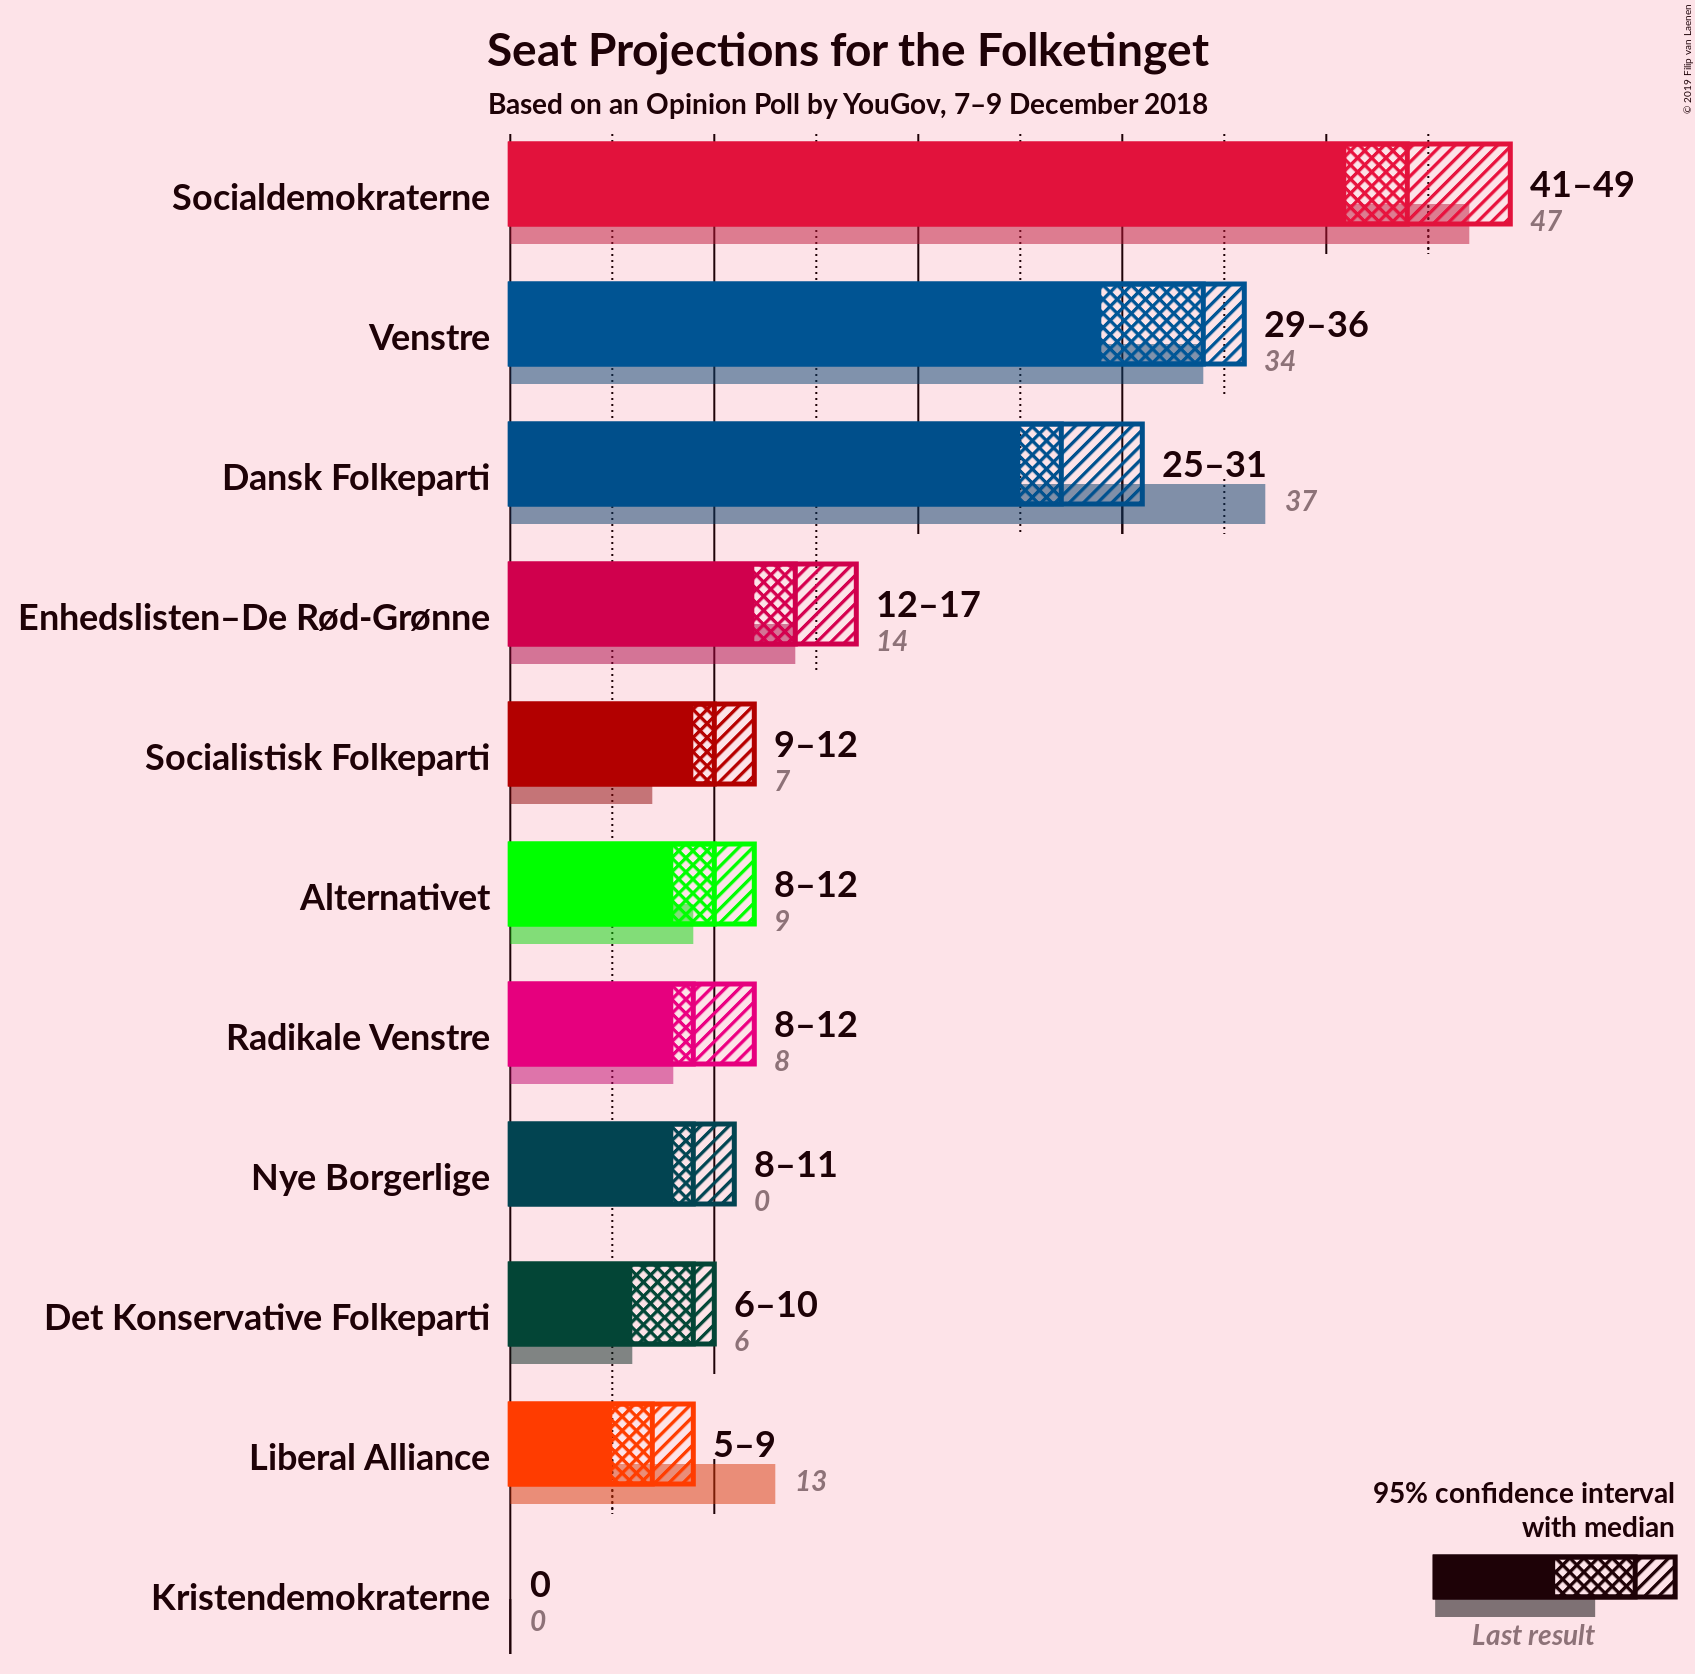 Seat Projections for the Folketinget
Based on an Opinion Poll by YouGov, 7–9 December 2018
© 2019 Filip van Laenen
Socialdemokraterne
41–49
47
Venstre
29–36
34
Dansk Folkeparti
25–31
37
Enhedslisten–De Rød-Grønne
12–17
14
Socialistisk Folkeparti
9–12
7
Alternativet
8–12
9
Radikale Venstre
8–12
8
Nye Borgerlige
8–11
0
Det Konservative Folkeparti
6–10
6
Liberal Alliance
5–9
13
Kristendemokraterne
0
0
95% confidence interval
with median
Last result